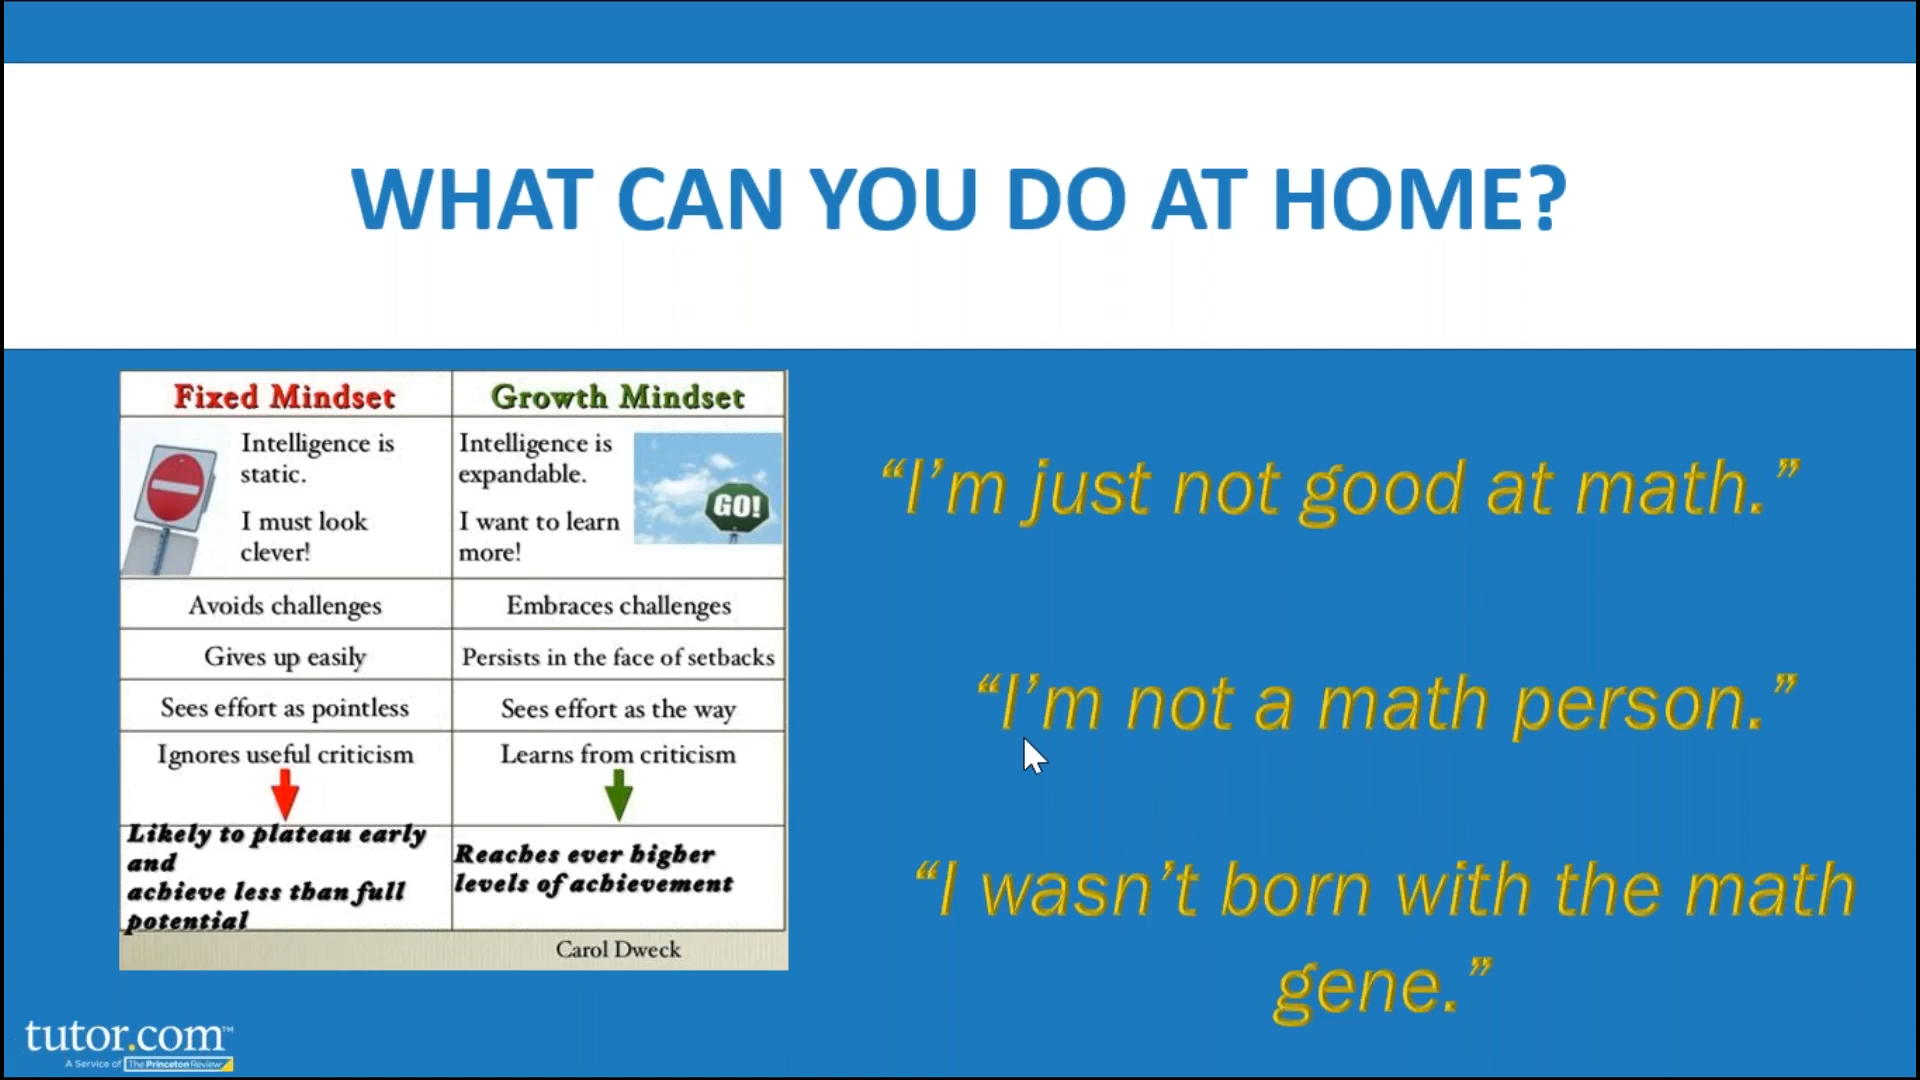 WHAT CAN YOU DO AT HOME?
Fixed Mindset
Growth Mindset
Intelligence is
static.
I must look
clever!
Intelligence is
expandable.
I want to learn
more!
GO!
Avoids challenges
Embraces challenges
Gives up easily
Persists in the face of setbacks
Sees effort as pointless
Sees effort as the way
Ignores useful criticism
Learns from criticism
Likely to plateau early
and
achieve less than full
potential
Reaches ever higher
levels of achievement
Carol Dweck
“I’m just not good at math.”
“I’m not a math person.”
“I wasn’t born with the math
gene.”
tutor.com™
A Service of The Princeton Review